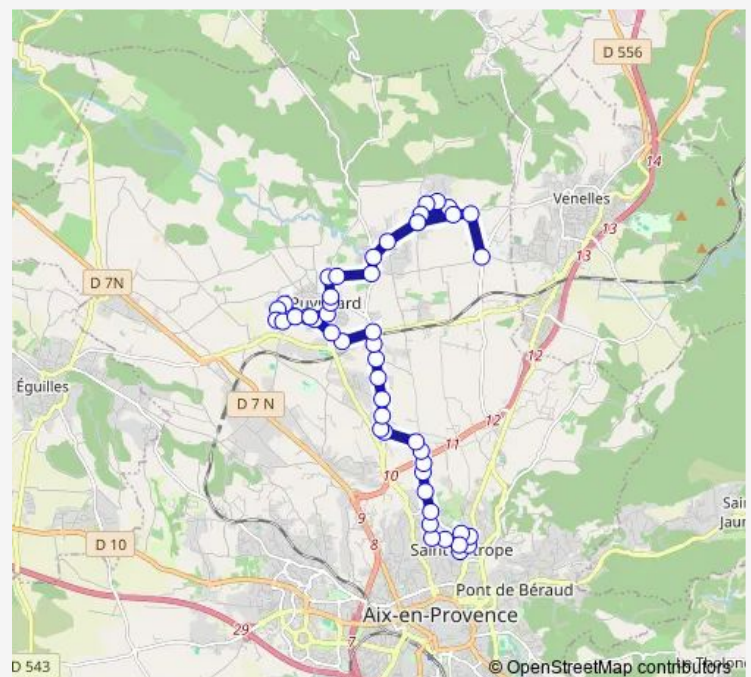 D 556
14
Venelles
13
13
D 7N
Puyricard
12
Éguilles
D 7 N
12
11
10
9
D 10
8
Saint-Eutrope
Pont de Béraud
Aix-en-Provence
29
7
D 543
© OpenStreetMap contributors